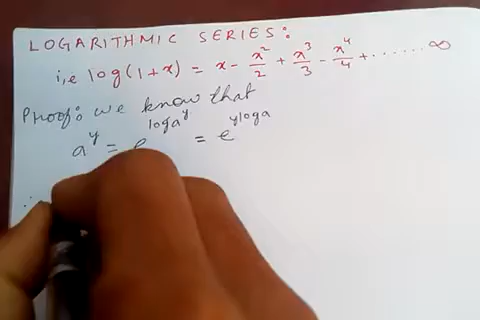 LOGARITHMIC SERIES:
i,e log(1+x) = x - x²/2 + x³/3 - x⁴/4 + ....... ∞
Proof: we know that
a^y = e^(log a^y) = e^(y log a)
∴